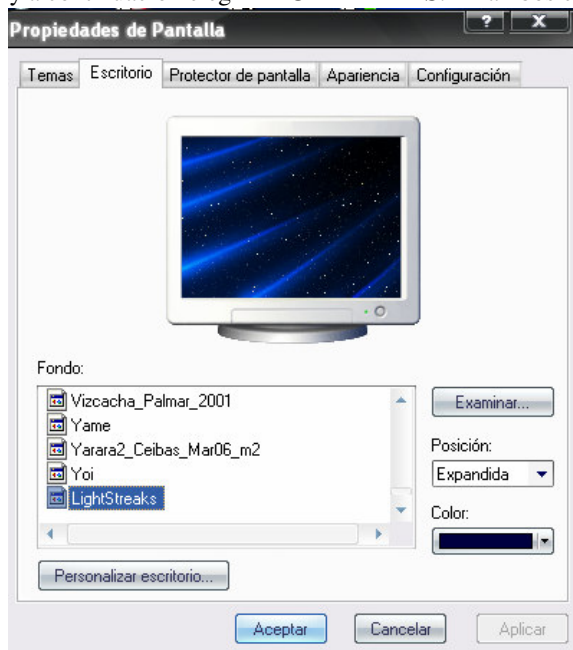 Propiedades de Pantalla
Temas Escritorio Protector de pantalla Apariencia Configuración
Fondo:
Vizcacha_Palmar_2001
Yame
Yarara2_Ceibas_Mar06_m2
Yoi
LightStreaks
Examinar...
Posición:
Expandida
Color:
Personalizar escritorio...
Aceptar Cancelar Aplicar